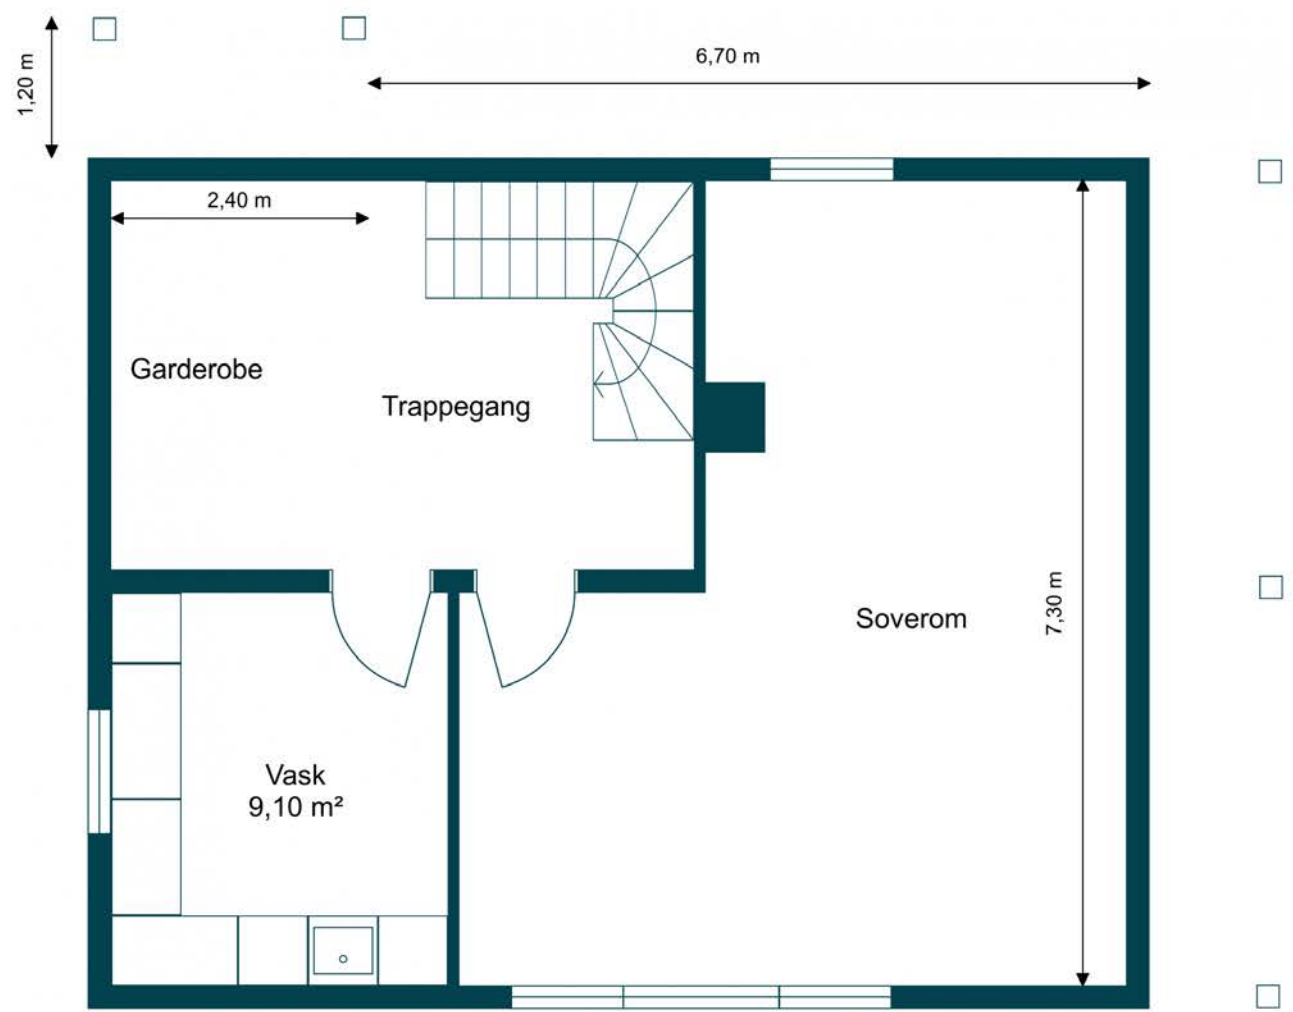 6,70 m
1,20 m
2,40 m
Garderobe
Trappegang
7,30 m
Soverom
Vask
9,10 m²